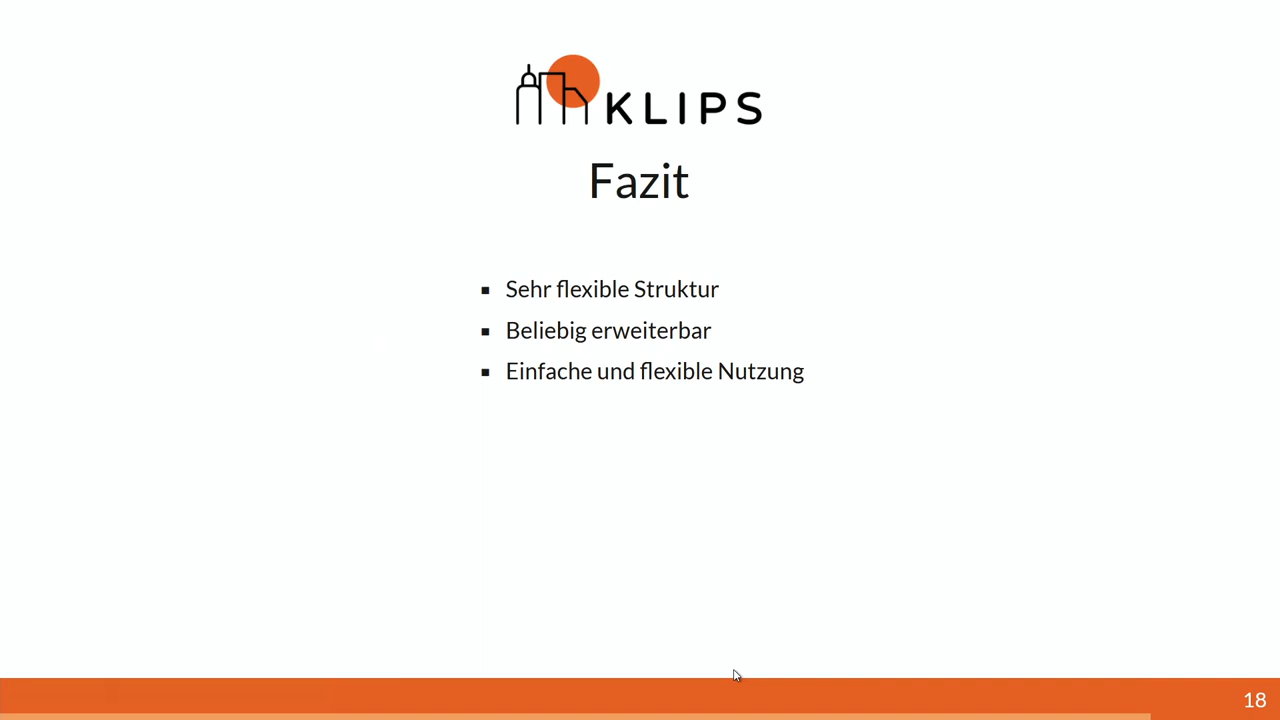 KLIPS
Fazit
Sehr flexible Struktur
Beliebig erweiterbar
Einfache und flexible Nutzung
18